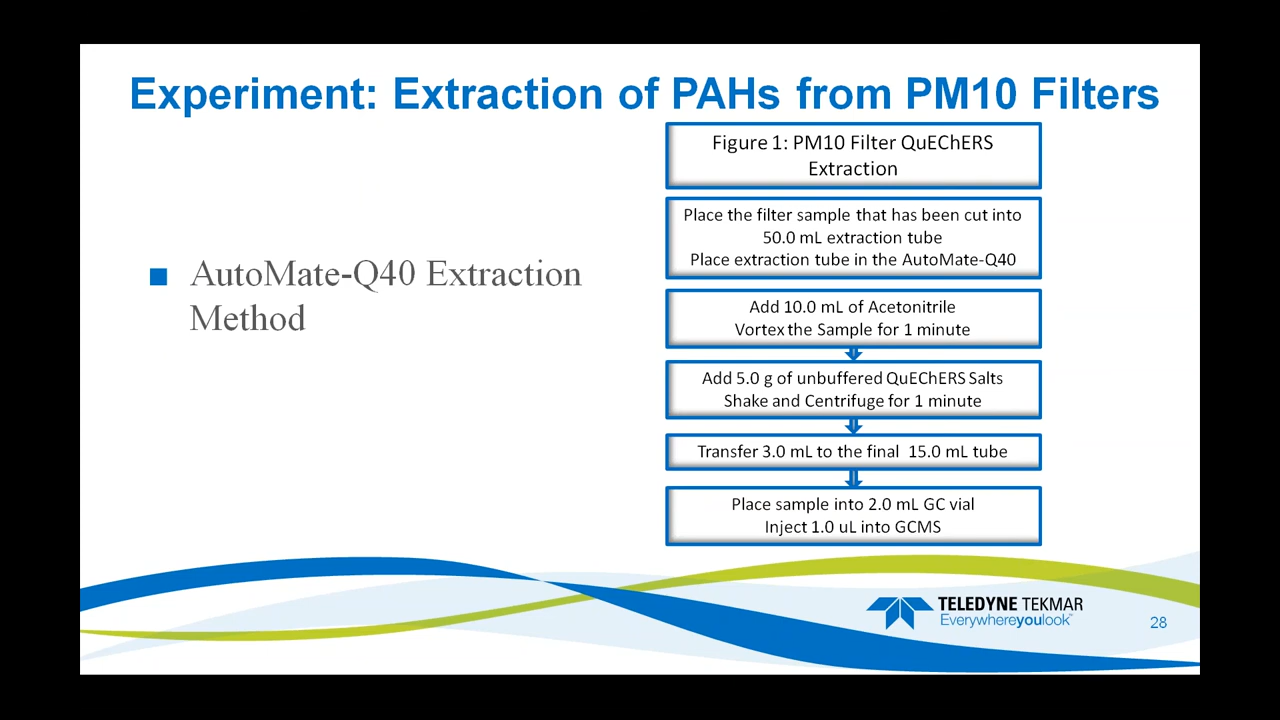 Experiment: Extraction of PAHs from PM10 Filters
■ AutoMate-Q40 Extraction
Method
Figure 1: PM10 Filter QuEChERS
Extraction
Place the filter sample that has been cut into
50.0 mL extraction tube
Place extraction tube in the AutoMate-Q40
Add 10.0 mL of Acetonitrile
Vortex the Sample for 1 minute
Add 5.0 g of unbuffered QuEChERS Salts
Shake and Centrifuge for 1 minute
Transfer 3.0 mL to the final 15.0 mL tube
Place sample into 2.0 mL GC vial
Inject 1.0 uL into GCMS
TELEDYNE TEKMAR
Everywhereyoulook™
28